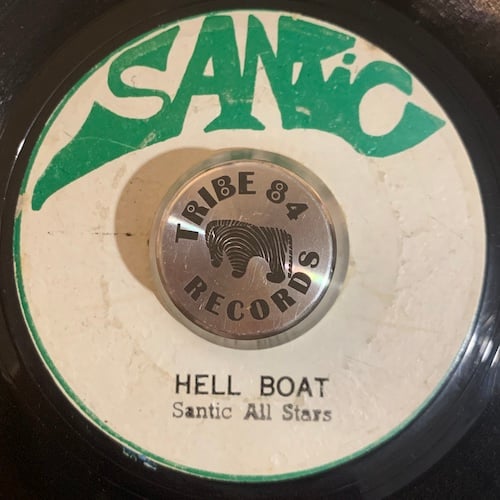 SANTIC
TRIBE 84
RECORDS
HELL BOAT
Santic All Stars